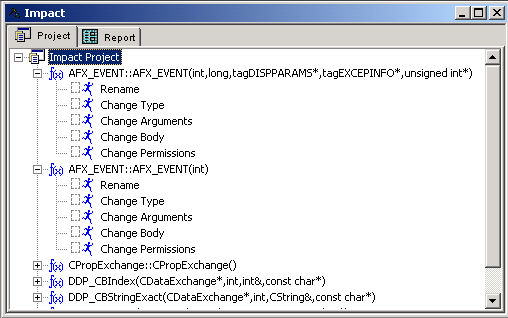 Impact
Project Report
Impact Project
AFX_EVENT::AFX_EVENT(int,long,tagDISPPARAMS*,tagEXCEPINFO*,unsigned int*)
Rename
Change Type
Change Arguments
Change Body
Change Permissions
AFX_EVENT::AFX_EVENT(int)
Rename
Change Type
Change Arguments
Change Body
Change Permissions
CPropExchange::CPropExchange()
DDP_CBIndex(CDataExchange*,int,int&,const char*)
DDP_CBStringExact(CDataExchange*,int,CString&,const char*)